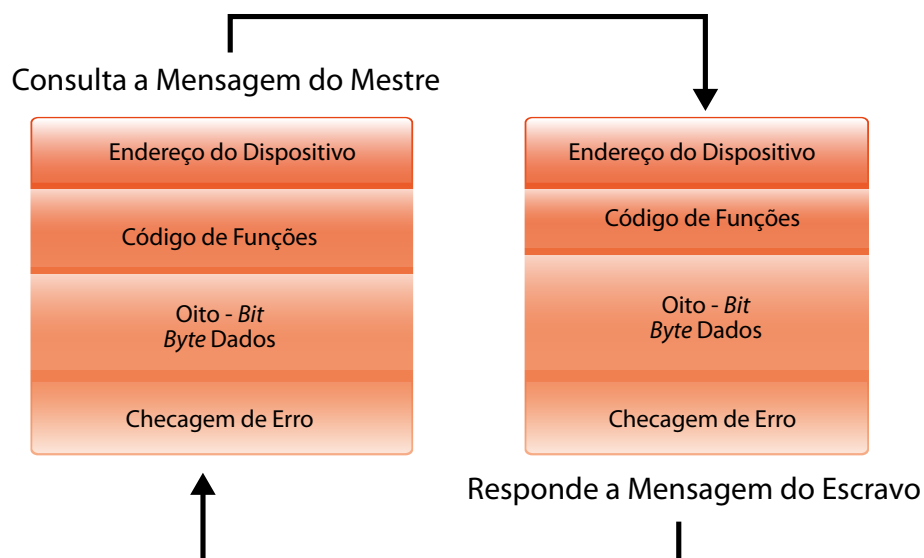 Consulta a Mensagem do Mestre
Endereço do Dispositivo
Código de Funções
Oito - Bit
Byte Dados
Checagem de Erro
Endereço do Dispositivo
Código de Funções
Oito - Bit
Byte Dados
Checagem de Erro
Responde a Mensagem do Escravo